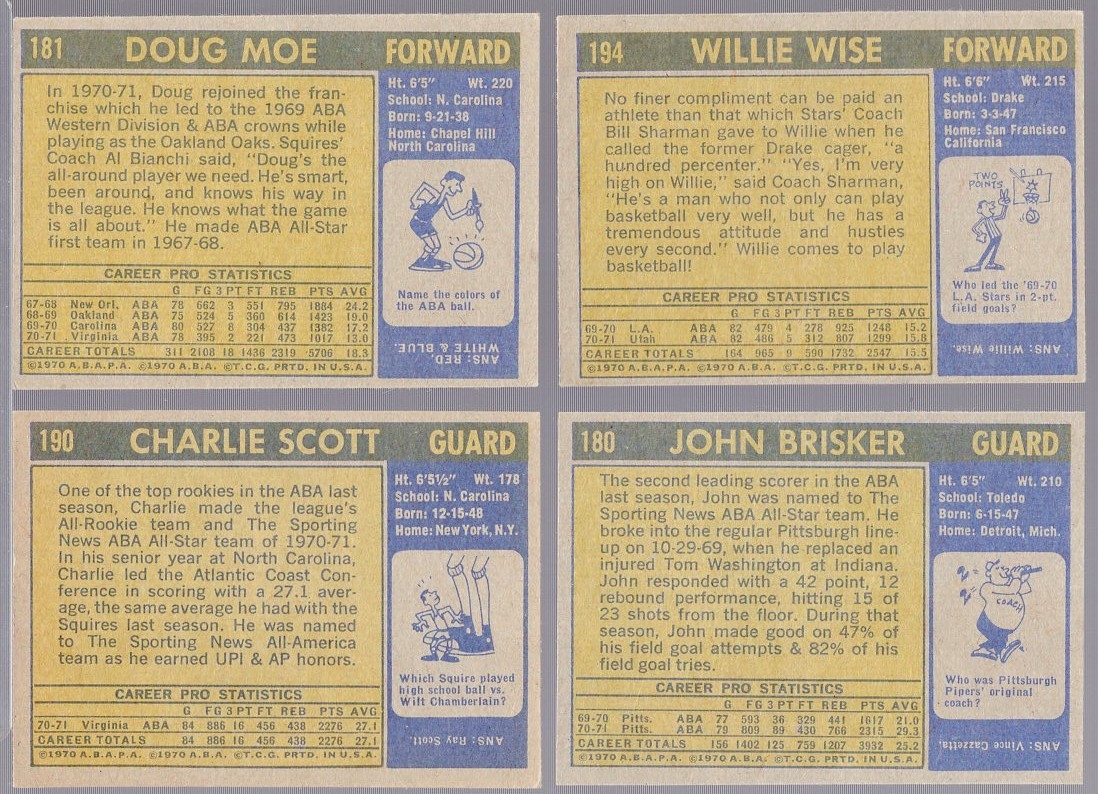 181 DOUG MOE FORWARD
In 1970-71, Doug rejoined the fran-
chise which he led to the 1969 ABA
Western Division & ABA crowns while
playing as the Oakland Oaks. Squires'
Coach Al Bianchi said, "Doug's the
all-around player we need. He's smart,
been around, and knows his way in
the league. He knows what the game
is all about." He made ABA All-Star
first team in 1967-68.
CAREER PRO STATISTICS
G FG 3 PT FT REB PTS AVG
67-68 New Orl. ABA 78 662 3 551 795 1884 24.2
68-69 Oakland ABA 75 524 5 360 614 1423 19.0
69-70 Carolina ABA 80 527 8 304 437 1382 17.2
70-71 Virginia ABA 78 395 2 221 473 1017 13.0
CAREER TOTALS 311 2108 18 1436 2319 5706 18.3
©1970 A.B.A.P.A. ©1970 A.B.A. ©T.C.G. PRTD. IN U.S.A.
Ht. 6'5" Wt. 220
School: N. Carolina
Born: 9-21-38
Home: Chapel Hill
North Carolina
Name the colors of
the ABA ball.
ANS: RED,
WHITE & BLUE.
194 WILLIE WISE FORWARD
No finer compliment can be paid an
athlete than that which Stars' Coach
Bill Sharman gave to Willie when he
called the former Drake cager, "a
hundred percenter." "Yes, I'm very
high on Willie," said Coach Sharman,
"He's a man who not only can play
basketball very well, but he has a
tremendous attitude and hustles
every second." Willie comes to play
basketball!
CAREER PRO STATISTICS
G FG 3 PT FT REB PTS AVG
69-70 L.A. ABA 82 479 4 278 925 1248 15.2
70-71 Utah ABA 82 486 5 312 807 1299 15.8
CAREER TOTALS 164 965 9 590 1732 2547 15.5
©1970 A.B.A.P.A. ©1970 A.B.A. ©T.C.G. PRTD. IN U.S.A.
Ht. 6'6" Wt. 215
School: Drake
Born: 3-3-47
Home: San Francisco
California
TWO
POINTS
Who led the '69-70
L.A. Stars in 2-pt.
field goals?
ANS: Willie Wise.
190 CHARLIE SCOTT GUARD
One of the top rookies in the ABA last
season, Charlie made the league's
All-Rookie team and The Sporting
News ABA All-Star team of 1970-71.
In his senior year at North Carolina,
Charlie led the Atlantic Coast Con-
ference in scoring with a 27.1 aver-
age, the same average he had with the
Squires last season. He was named
to The Sporting News All-America
team as he earned UPI & AP honors.
CAREER PRO STATISTICS
G FG 3 PT FT REB PTS AVG
70-71 Virginia ABA 84 886 16 456 438 2276 27.1
CAREER TOTALS 84 886 16 456 438 2276 27.1
©1970 A.B.A.P.A. ©1970 A.B.A. ©T.C.G. PRTD. IN U.S.A.
Ht. 6'5½" Wt. 178
School: N. Carolina
Born: 12-15-48
Home: New York, N.Y.
Which Squire played
high school ball vs.
Wilt Chamberlain?
ANS: Ray Scott.
180 JOHN BRISKER GUARD
The second leading scorer in the ABA
last season, John was named to The
Sporting News ABA All-Star team. He
broke into the regular Pittsburgh line-
up on 10-29-69, when he replaced an
injured Tom Washington at Indiana.
John responded with a 42 point, 12
rebound performance, hitting 15 of
23 shots from the floor. During that
season, John made good on 47% of
his field goal attempts & 82% of his
field goal tries.
CAREER PRO STATISTICS
G FG 3 PT FT REB PTS AVG
69-70 Pitts. ABA 77 593 36 329 441 1617 21.0
70-71 Pitts. ABA 79 809 89 430 766 2315 29.3
CAREER TOTALS 156 1402 125 759 1207 3932 25.2
©1970 A.B.A.P.A. ©1970 A.B.A. ©T.C.G. PRTD. IN U.S.A.
Ht. 6'5" Wt. 210
School: Toledo
Born: 6-15-47
Home: Detroit, Mich.
COACH
Who was Pittsburgh
Pipers' original
coach?
ANS: Vince Cazzetta.